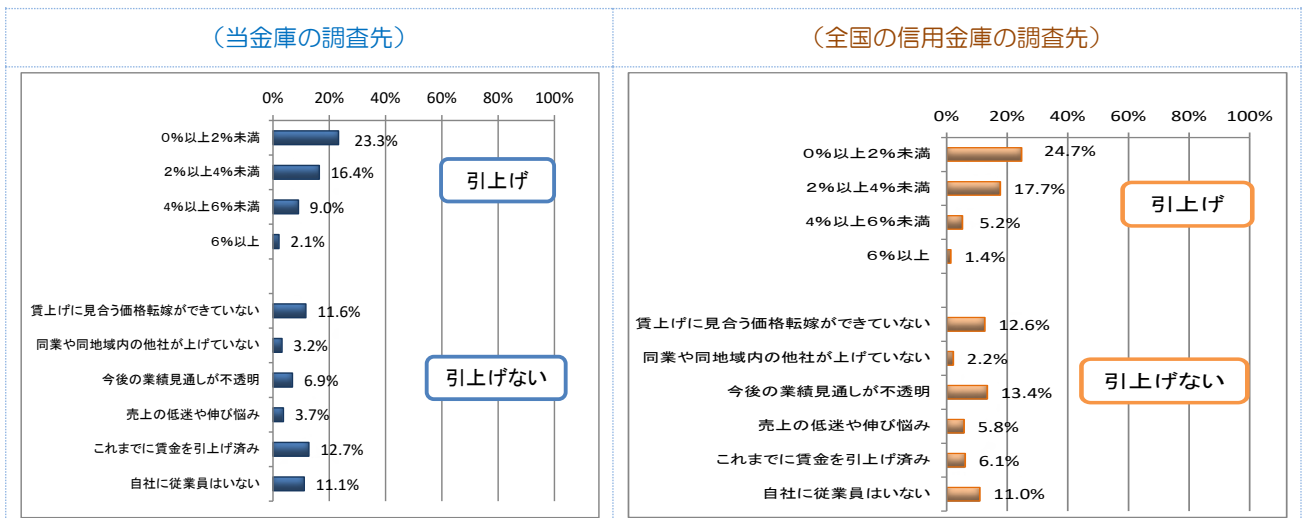 (当金庫の調査先)
0% 20% 40% 60% 80% 100%
0%以上2%未満 23.3%
2%以上4%未満 16.4%
4%以上6%未満 9.0%
6%以上 2.1%
引上げ
賃上げに見合う価格転嫁ができていない 11.6%
同業や同地域内の他社が上げていない 3.2%
今後の業績見通しが不透明 6.9%
売上の低迷や伸び悩み 3.7%
これまでに賃金を引上げ済み 12.7%
自社に従業員はいない 11.1%
引上げない
(全国の信用金庫の調査先)
0% 20% 40% 60% 80% 100%
0%以上2%未満 24.7%
2%以上4%未満 17.7%
4%以上6%未満 5.2%
6%以上 1.4%
引上げ
賃上げに見合う価格転嫁ができていない 12.6%
同業や同地域内の他社が上げていない 2.2%
今後の業績見通しが不透明 13.4%
売上の低迷や伸び悩み 5.8%
これまでに賃金を引上げ済み 6.1%
自社に従業員はいない 11.0%
引上げない